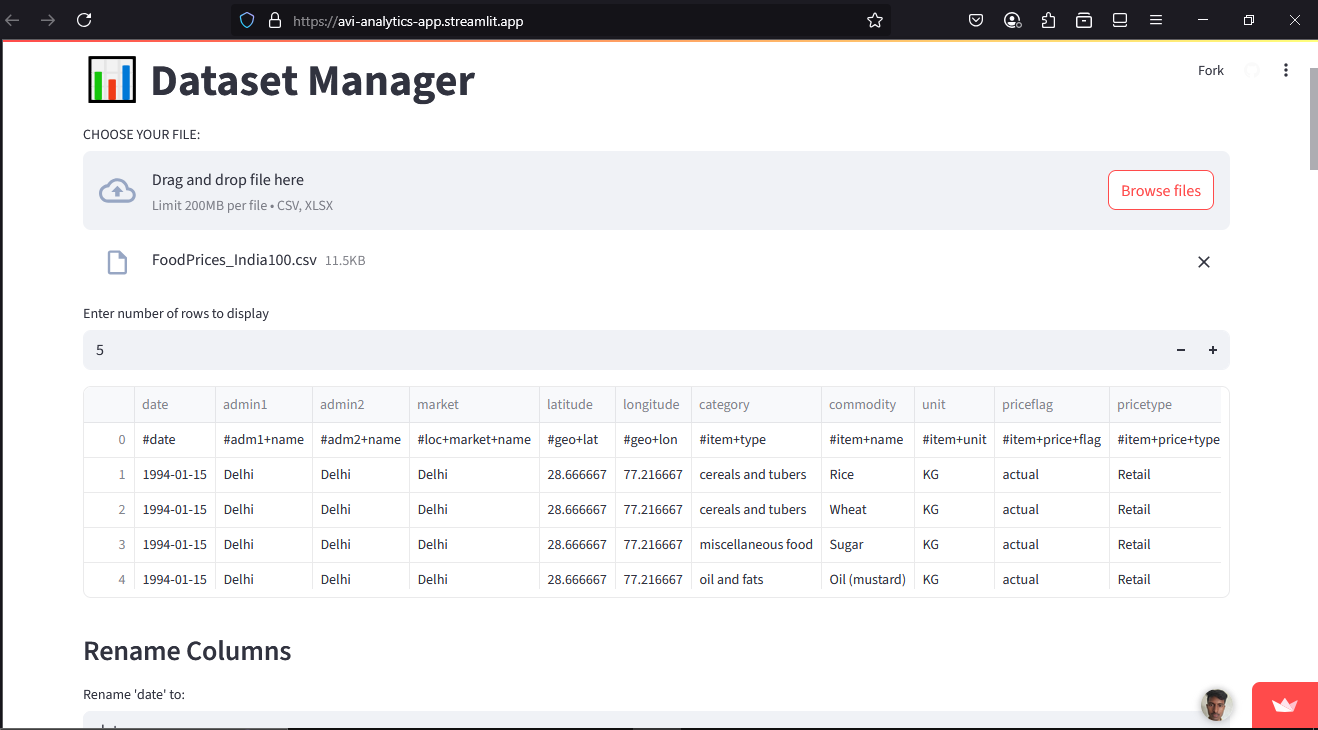 https://avi-analytics-app.streamlit.app
Dataset Manager
Fork
CHOOSE YOUR FILE:
Drag and drop file here
Limit 200MB per file • CSV, XLSX
Browse files
FoodPrices_India100.csv 11.5KB
Enter number of rows to display
5
date admin1 admin2 market latitude longitude category commodity unit priceflag pricetype
0 #date #adm1+name #adm2+name #loc+market+name #geo+lat #geo+lon #item+type #item+name #item+unit #item+price+flag #item+price+type
1 1994-01-15 Delhi Delhi Delhi 28.666667 77.216667 cereals and tubers Rice KG actual Retail
2 1994-01-15 Delhi Delhi Delhi 28.666667 77.216667 cereals and tubers Wheat KG actual Retail
3 1994-01-15 Delhi Delhi Delhi 28.666667 77.216667 miscellaneous food Sugar KG actual Retail
4 1994-01-15 Delhi Delhi Delhi 28.666667 77.216667 oil and fats Oil (mustard) KG actual Retail
Rename Columns
Rename 'date' to: